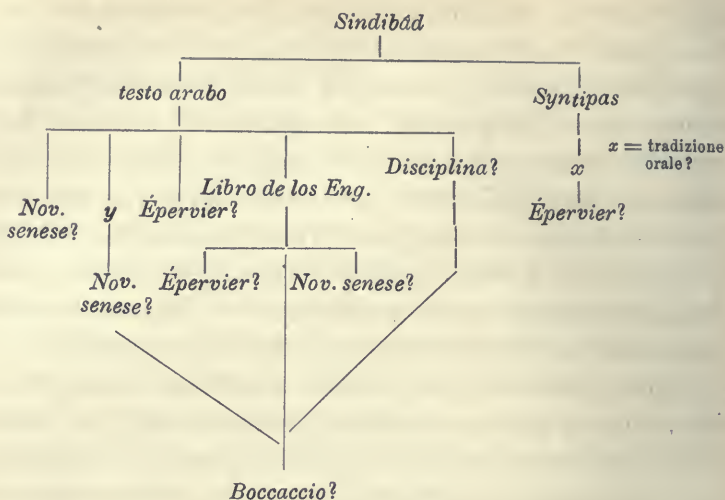 Sindibâd
testo arabo
Syntipas
x = tradizione
orale?
Disciplina?
x
Libro de los Eng.
Nov.
senese?
y
Épervier?
Épervier?
Nov.
senese?
Épervier?
Nov. senese?
Boccaccio?